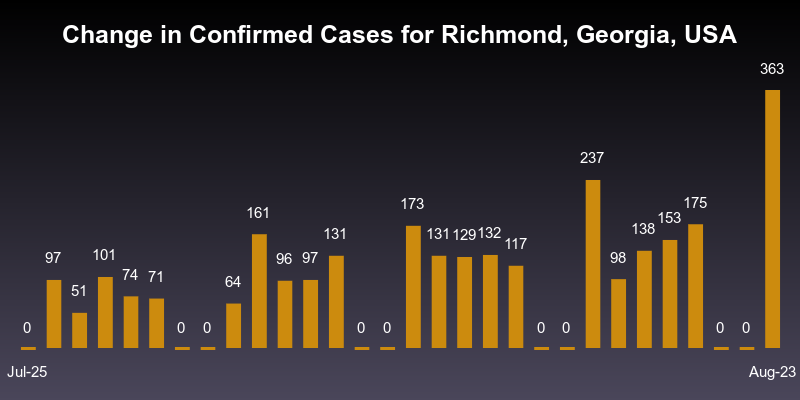 Change in Confirmed Cases for Richmond, Georgia, USA
0 97 51 101 74 71 0 0 64 161 96 97 131 0 0 173 131 129 132 117 0 0 237 98 138 153 175 0 0 363
Jul-25 Aug-23